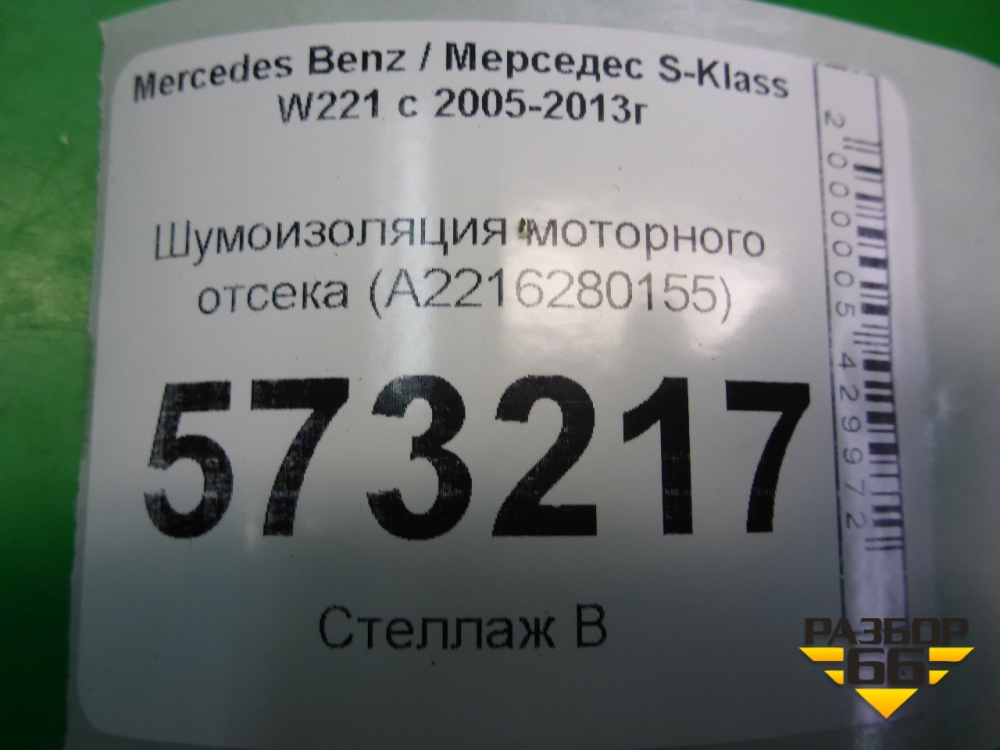 Mercedes Benz / Мерседес S-Klass
W221 с 2005-2013г
Шумоизоляция моторного
отсека (A2216280155)
573217
Стеллаж В
2000005429972
РАЗБОР
66